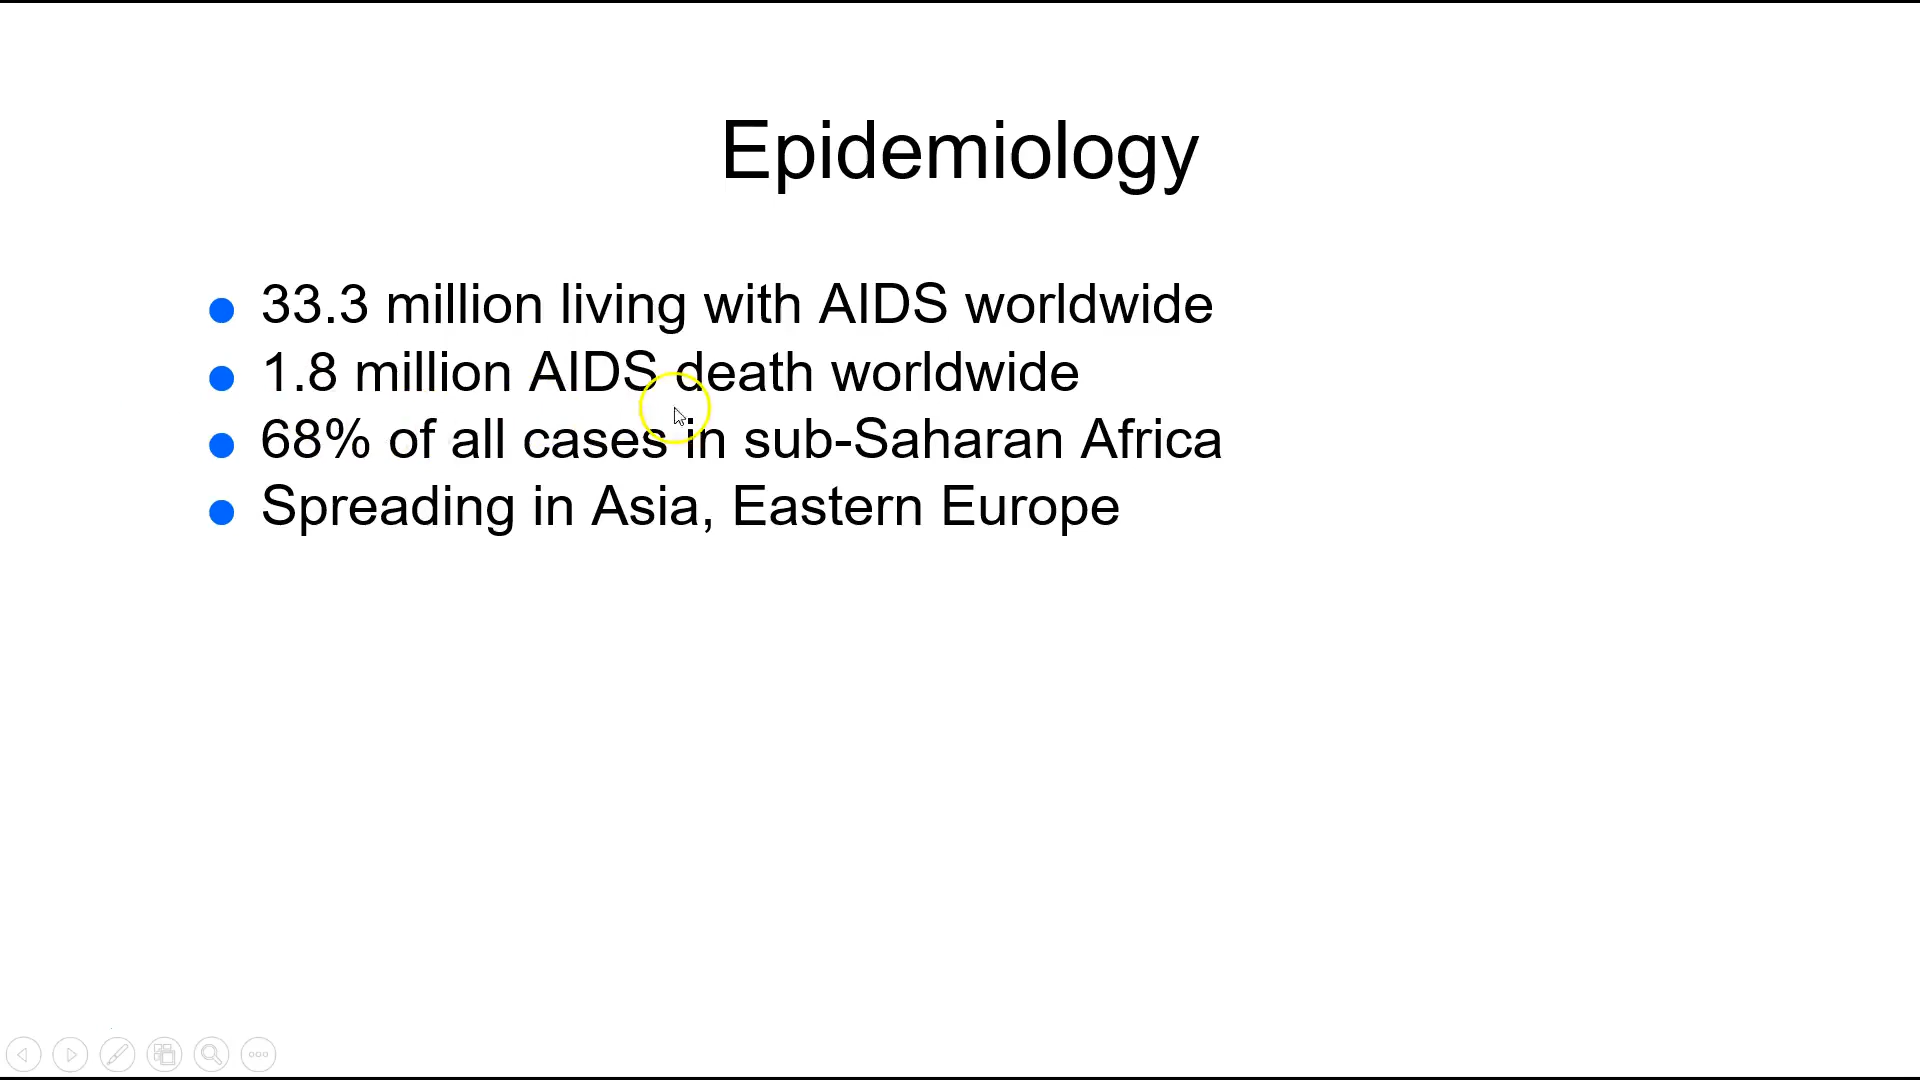 Epidemiology
33.3 million living with AIDS worldwide
1.8 million AIDS death worldwide
68% of all cases in sub-Saharan Africa
Spreading in Asia, Eastern Europe